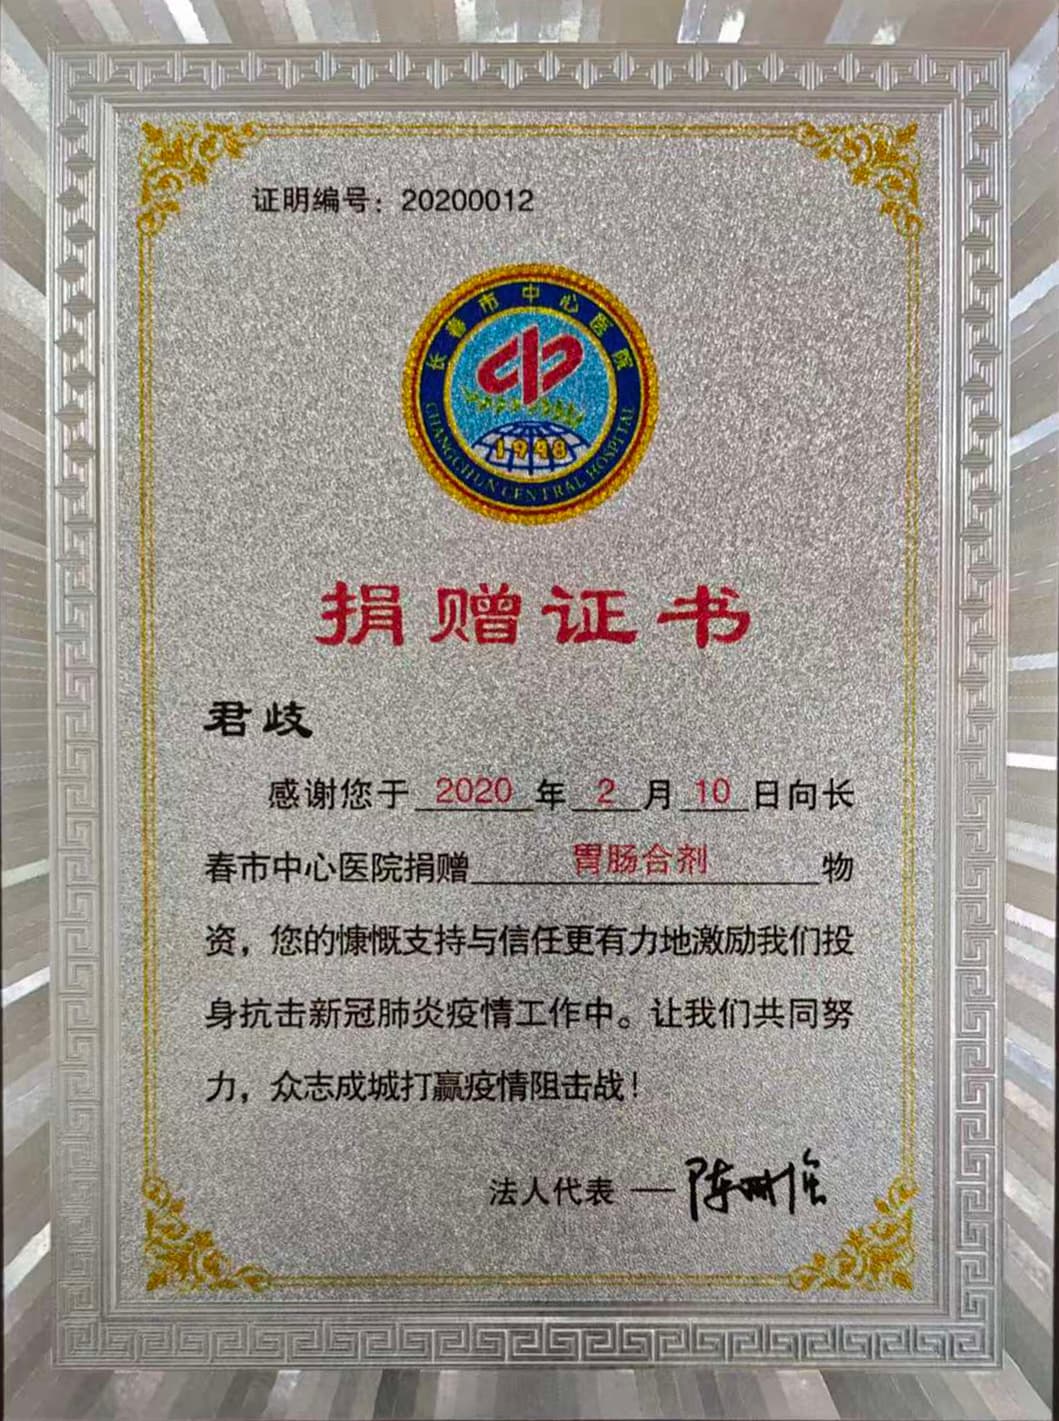 证明编号：20200012
长春市中心医院
1948
CHANGCHUN CENTRAL HOSPITAL
捐赠证书
君歧
感谢您于 2020 年 2 月 10 日向长
春市中心医院捐赠 胃肠合剂 物
资，您的慷慨支持与信任更有力地激励我们投
身抗击新冠肺炎疫情工作中。让我们共同努
力，众志成城打赢疫情阻击战！
法人代表 —